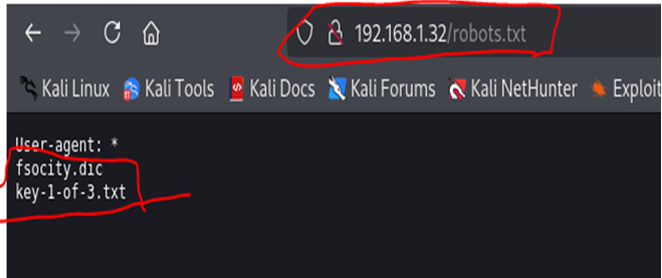 192.168.1.32/robots.txt
Kali Linux Kali Tools Kali Docs Kali Forums Kali NetHunter Exploit
User-agent: *
fsocity.dic
key-1-of-3.txt